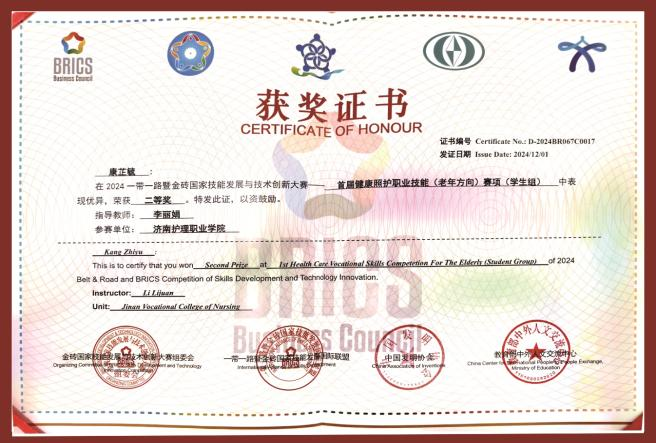 BRICS
Business Council
获奖证书
CERTIFICATE OF HONOUR
证书编号 Certificate No.: D-2024BR067C0017
发证日期 Issue Date: 2024/12/01
康芷毓：
在 2024 一带一路暨金砖国家技能发展与技术创新大赛——首届健康照护职业技能（老年方向）赛项（学生组）中表
现优异，荣获 二等奖 。特发此证，以资鼓励。
指导教师： 李丽娟
参赛单位： 济南护理职业学院
Kang Zhiyu :
This is to certify that you won Second Prize at 1st Health Care Vocational Skills Competition For The Elderly (Student Group) of 2024
Belt & Road and BRICS Competition of Skills Development and Technology Innovation.
Instructor: Li Lijuan
Unit: Jinan Vocational College of Nursing
BRICS
Business Council
金砖国家技能发展与技术创新大赛组委会
一带一路暨金砖国家技能发展国际联盟
中国发明协会
China Association of Inventions
教育部中外人文交流中心
China Center for International People-to-People Exchange,
Ministry of Education